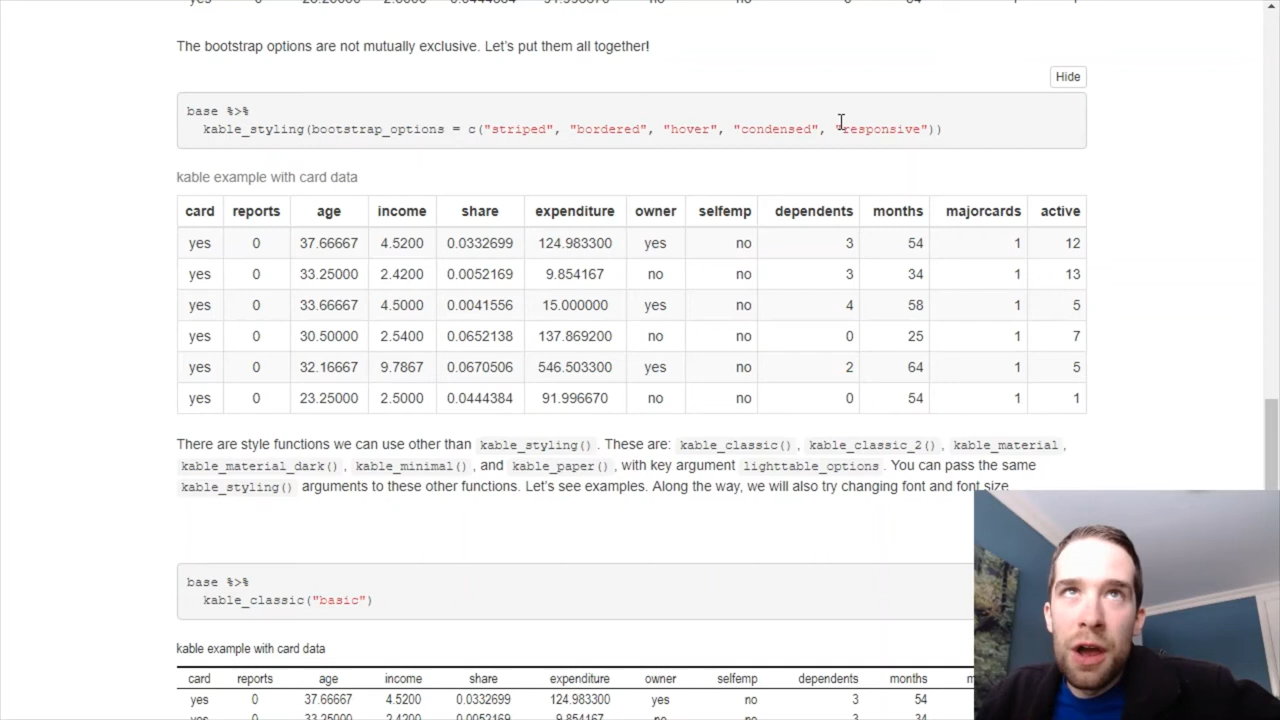 The bootstrap options are not mutually exclusive. Let's put them all together!
Hide
base %>%
kable_styling(bootstrap_options = c("striped", "bordered", "hover", "condensed", "responsive"))
kable example with card data
card reports age income share expenditure owner selfemp dependents months majorcards active
yes 0 37.66667 4.5200 0.0332699 124.983300 yes no 3 54 1 12
yes 0 33.25000 2.4200 0.0052169 9.854167 no no 3 34 1 13
yes 0 33.66667 4.5000 0.0041556 15.000000 yes no 4 58 1 5
yes 0 30.50000 2.5400 0.0652138 137.869200 no no 0 25 1 7
yes 0 32.16667 9.7867 0.0670506 546.503300 yes no 2 64 1 5
yes 0 23.25000 2.5000 0.0444384 91.996670 no no 0 54 1 1
There are style functions we can use other than kable_styling(). These are: kable_classic(), kable_classic_2(), kable_material,
kable_material_dark(), kable_minimal(), and kable_paper(), with key argument lighttable_options. You can pass the same
kable_styling() arguments to these other functions. Let's see examples. Along the way, we will also try changing font and font size
base %>%
kable_classic("basic")
kable example with card data
card reports age income share expenditure owner selfemp dependents months
yes 0 37.66667 4.5200 0.0332699 124.983300 yes no 3 54